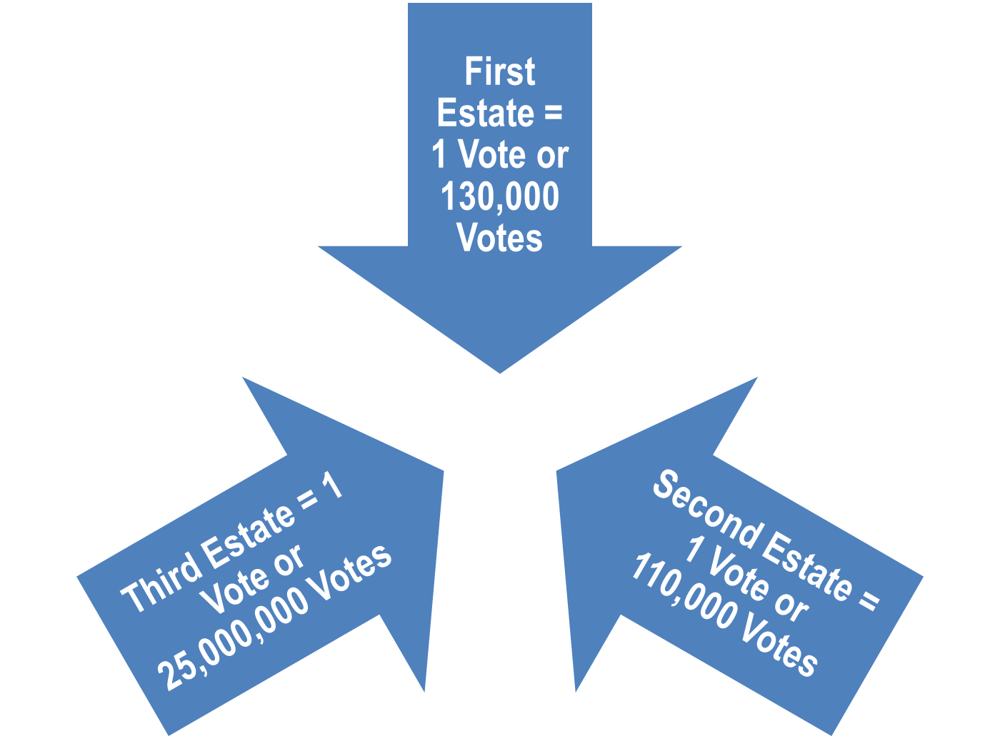 First
Estate =
1 Vote or
130,000
Votes
Third Estate = 1
Vote or
25,000,000 Votes
Second Estate =
1 Vote or
110,000 Votes